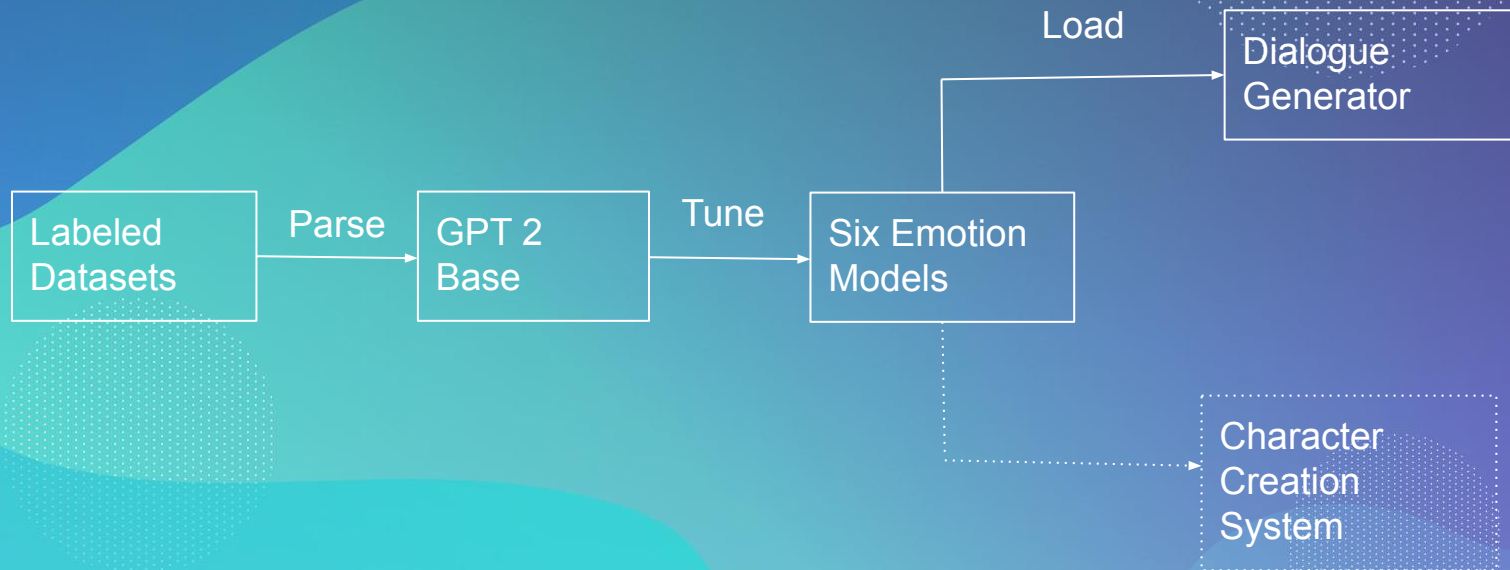 Load
Dialogue
Generator
Labeled
Datasets
Parse
GPT 2
Base
Tune
Six Emotion
Models
Character
Creation
System